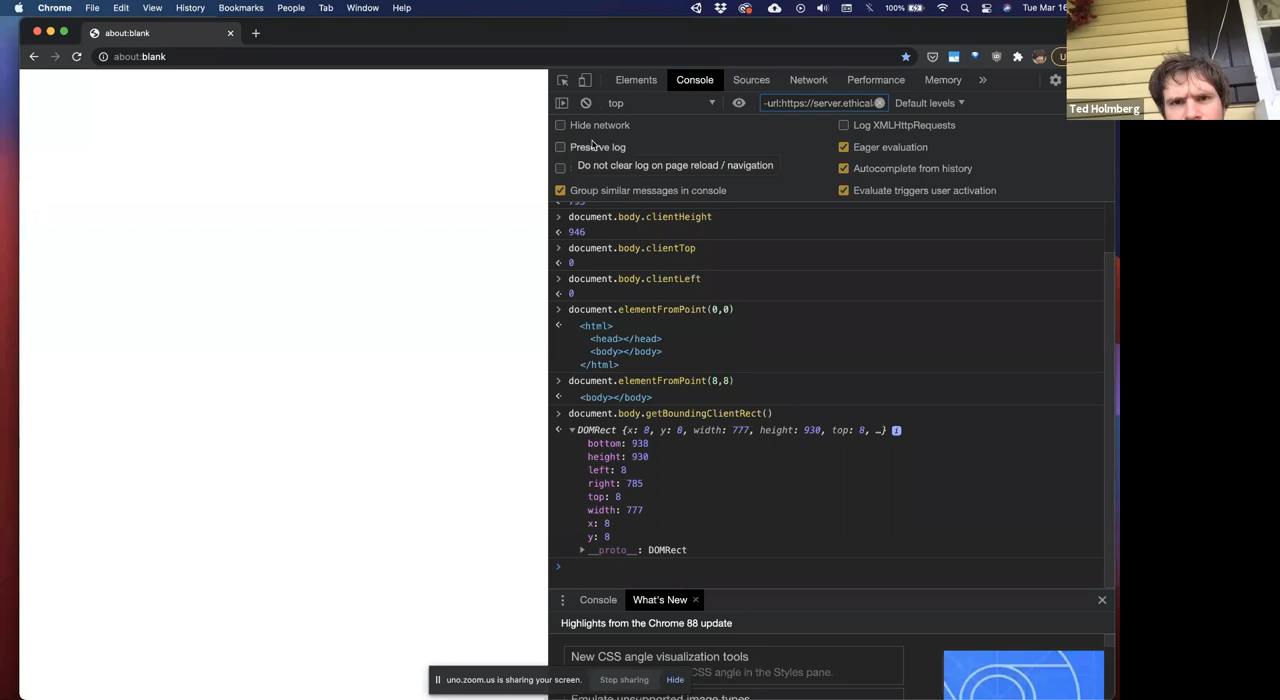 Chrome File Edit View History Bookmarks People Tab Window Help 100% Tue Mar 16
about:blank
about:blank
Elements Console Sources Network Performance Memory
top -url:https://server.ethical Default levels
Hide network Log XMLHttpRequests
Preserve log Eager evaluation
Do not clear log on page reload / navigation Autocomplete from history
Group similar messages in console Evaluate triggers user activation
document.body.clientHeight
946
document.body.clientTop
0
document.body.clientLeft
0
document.elementFromPoint(0,0)
<html>
<head></head>
<body></body>
</html>
document.elementFromPoint(8,8)
<body></body>
document.body.getBoundingClientRect()
DOMRect {x: 8, y: 8, width: 777, height: 930, top: 8, …}
bottom: 938
height: 930
left: 8
right: 785
top: 8
width: 777
x: 8
y: 8
__proto__: DOMRect
Console What's New
Highlights from the Chrome 88 update
New CSS angle visualization tools
CSS angle in the Styles pane.
uno.zoom.us is sharing your screen. Stop sharing Hide
Ted Holmberg